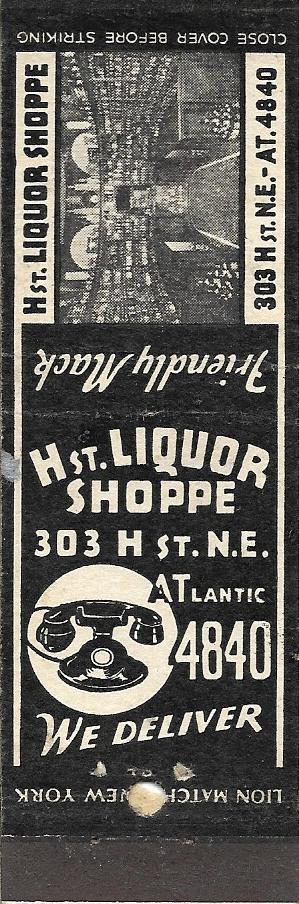 CLOSE COVER BEFORE STRIKING
H ST. LIQUOR SHOPPE
303 H ST. N.E. - AT. 4840
Friendly Mack
H ST. LIQUOR
SHOPPE
303 H ST. N.E.
ATLANTIC
4840
WE DELIVER
LION MATCH NEW YORK